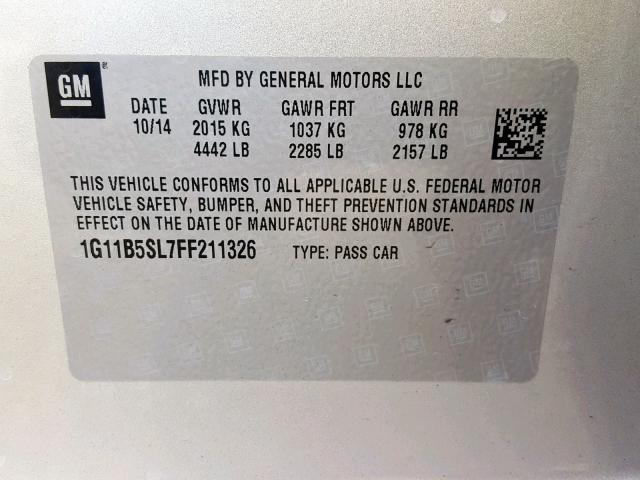 GM ®
MFD BY GENERAL MOTORS LLC
DATE GVWR GAWR FRT GAWR RR
10/14 2015 KG 1037 KG 978 KG
4442 LB 2285 LB 2157 LB
THIS VEHICLE CONFORMS TO ALL APPLICABLE U.S. FEDERAL MOTOR
VEHICLE SAFETY, BUMPER, AND THEFT PREVENTION STANDARDS IN
EFFECT ON THE DATE OF MANUFACTURE SHOWN ABOVE.
1G11B5SL7FF211326 TYPE: PASS CAR